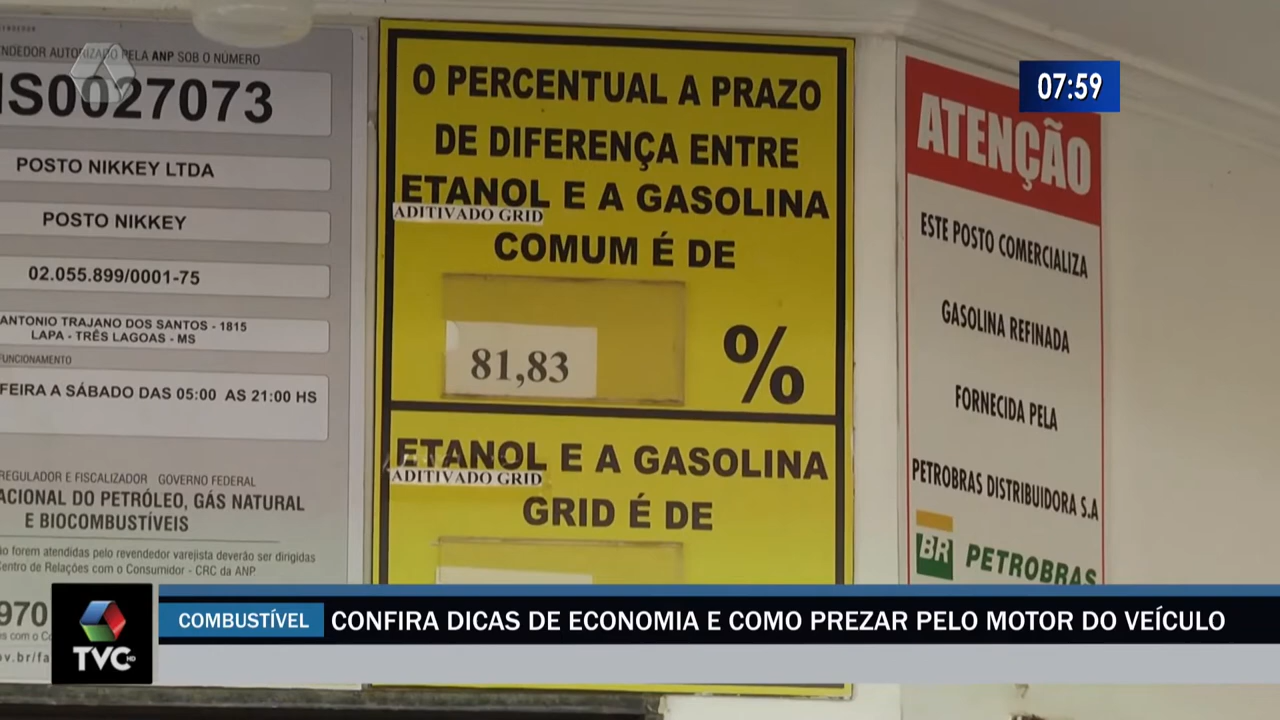 NDEDOR AUTORIZADO PELA ANP SOB O NÚMERO
IS0027073
POSTO NIKKEY LTDA
POSTO NIKKEY
02.055.899/0001-75
ANTONIO TRAJANO DOS SANTOS - 1815
LAPA - TRÊS LAGOAS - MS
FUNCIONAMENTO
FEIRA A SÁBADO DAS 05:00 AS 21:00 HS
REGULADOR E FISCALIZADOR GOVERNO FEDERAL
ACIONAL DO PETRÓLEO, GÁS NATURAL
E BIOCOMBUSTÍVEIS
ão forem atendidas pelo revendedor varejista deverão ser dirigidas
Centro de Relações com o Consumidor - CRC da ANP
970
O PERCENTUAL A PRAZO
DE DIFERENÇA ENTRE
ETANOL E A GASOLINA
ADITIVADO GRID
COMUM É DE
81,83 %
ETANOL E A GASOLINA
ADITIVADO GRID
GRID É DE
07:59
ATENÇÃO
ESTE POSTO COMERCIALIZA
GASOLINA REFINADA
FORNECIDA PELA
PETROBRAS DISTRIBUIDORA S.A
BR PETROBRAS
TVC HD
COMBUSTÍVEL CONFIRA DICAS DE ECONOMIA E COMO PREZAR PELO MOTOR DO VEÍCULO